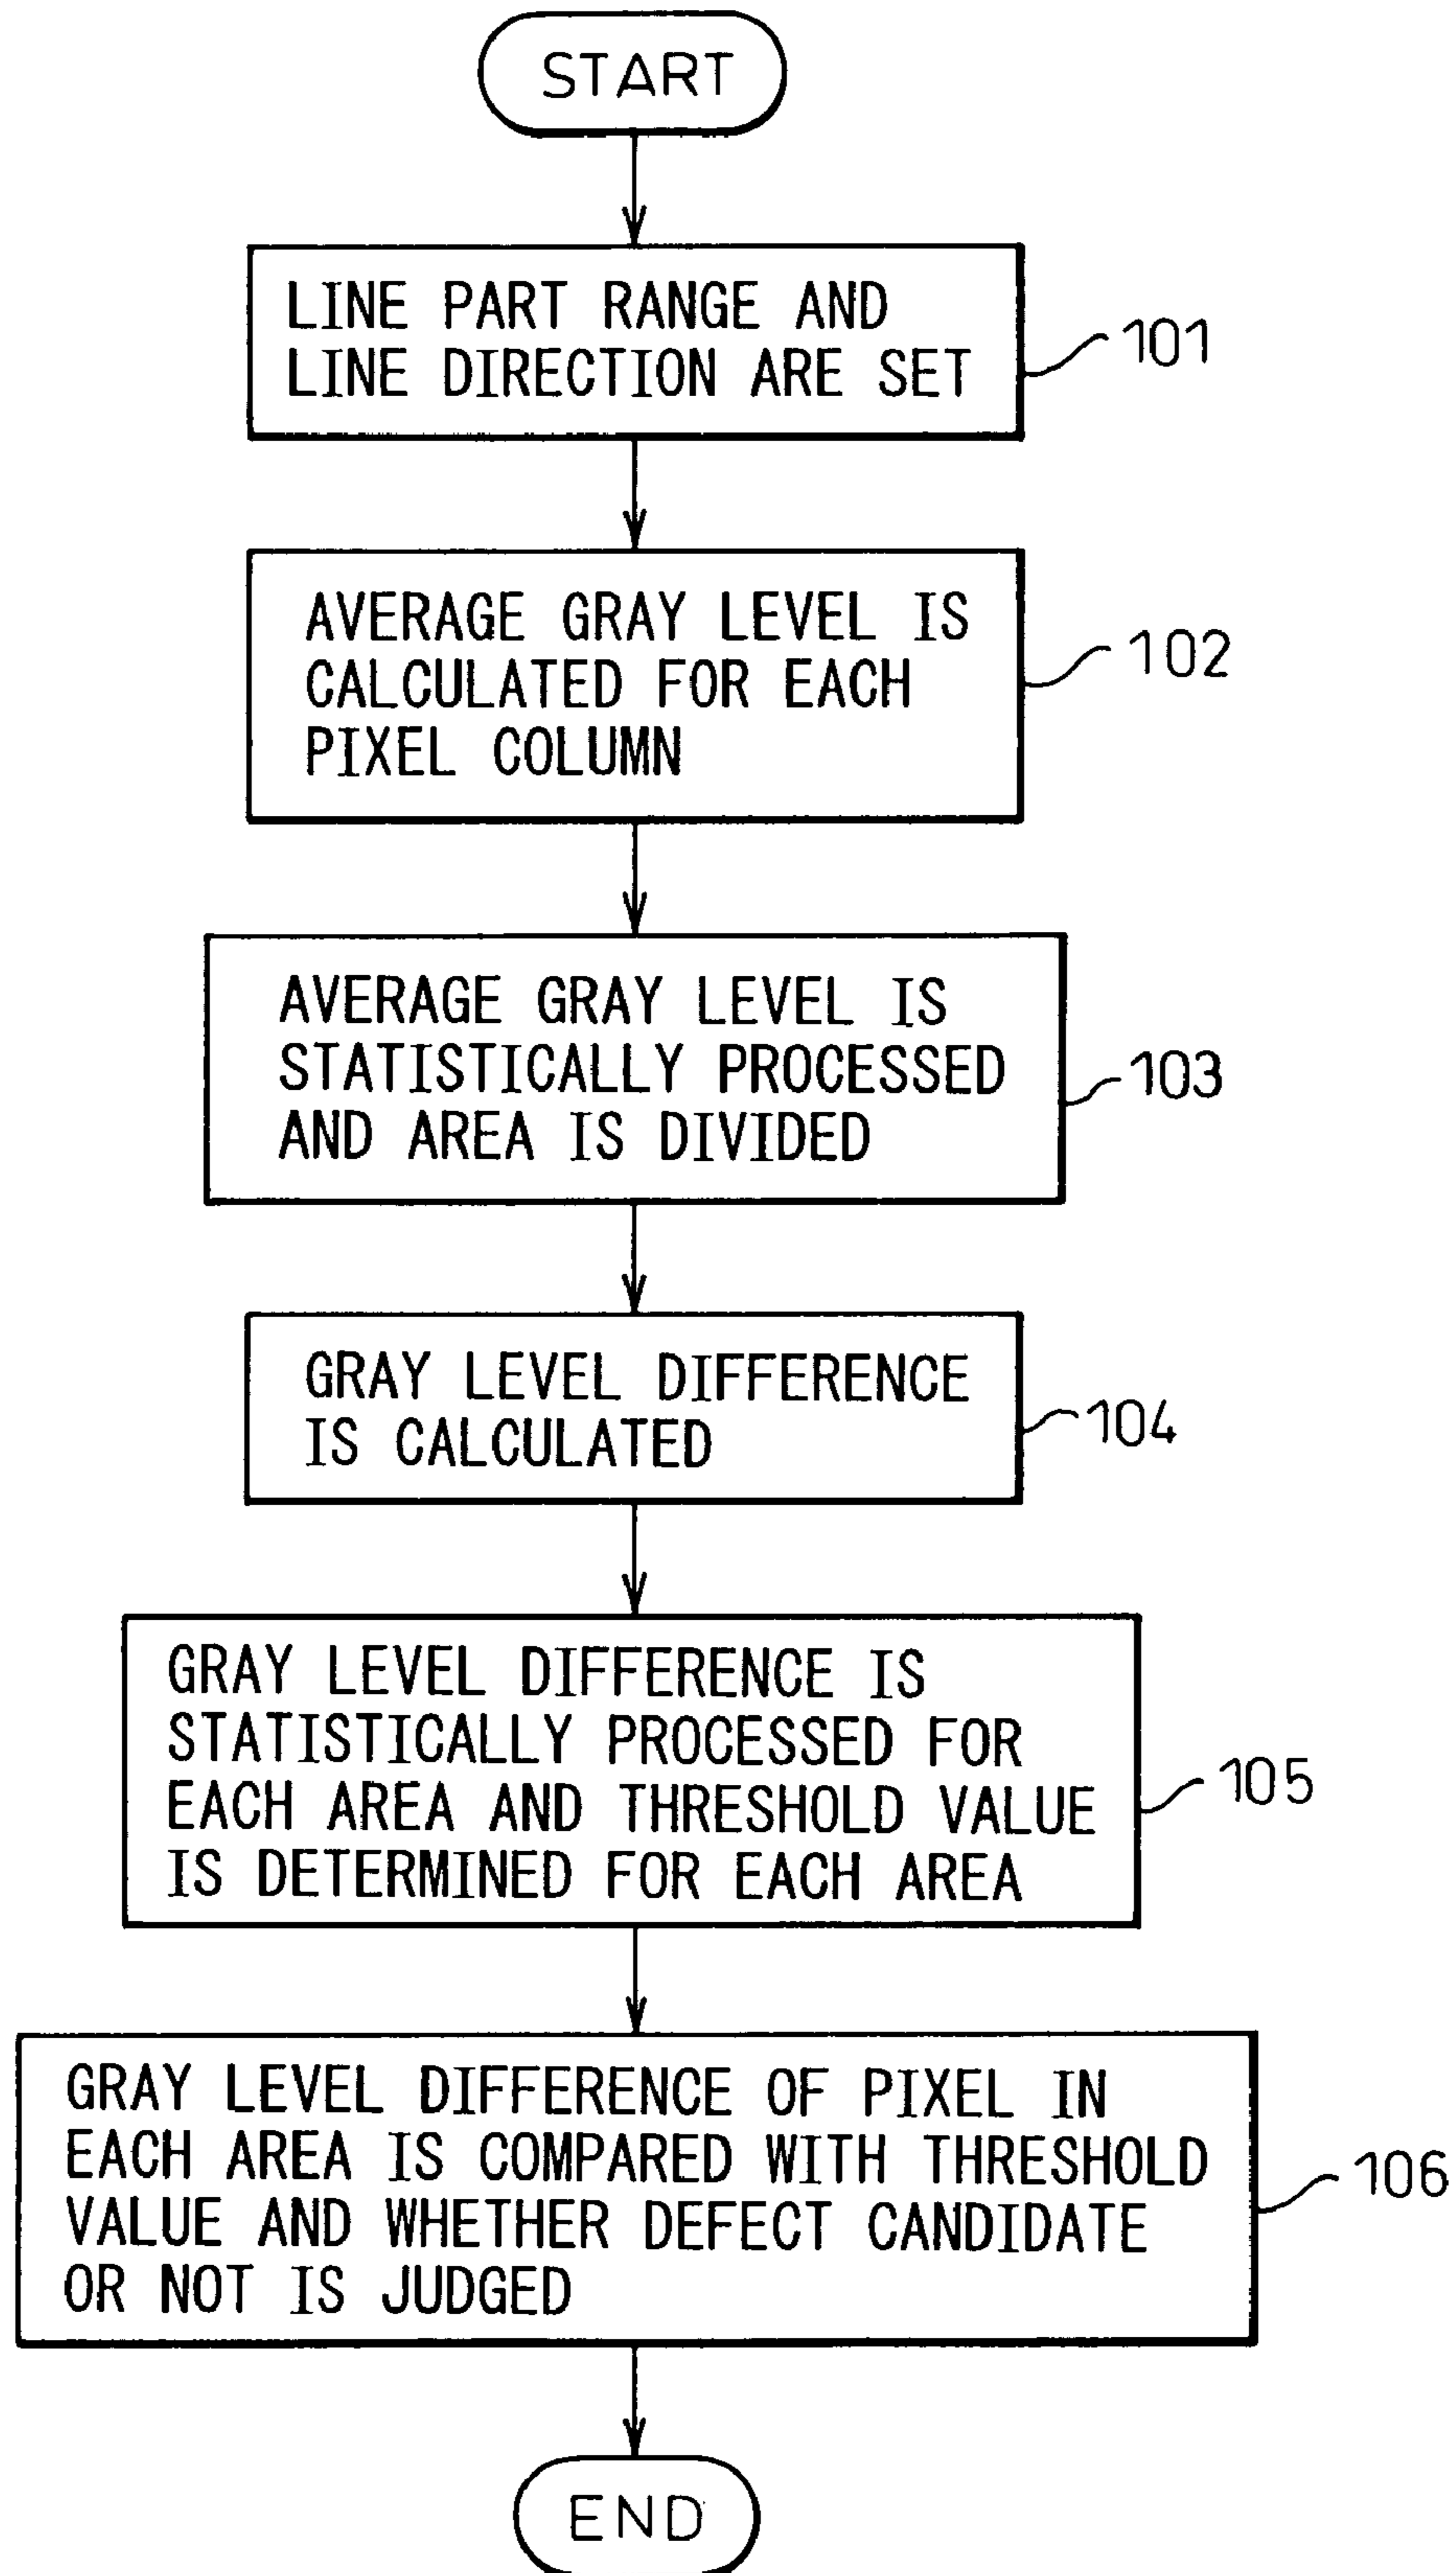 START
LINE PART RANGE AND
LINE DIRECTION ARE SET
101
AVERAGE GRAY LEVEL IS
CALCULATED FOR EACH
PIXEL COLUMN
102
AVERAGE GRAY LEVEL IS
STATISTICALLY PROCESSED
AND AREA IS DIVIDED
103
GRAY LEVEL DIFFERENCE
IS CALCULATED
104
GRAY LEVEL DIFFERENCE IS
STATISTICALLY PROCESSED FOR
EACH AREA AND THRESHOLD VALUE
IS DETERMINED FOR EACH AREA
105
GRAY LEVEL DIFFERENCE OF PIXEL IN
EACH AREA IS COMPARED WITH THRESHOLD
VALUE AND WHETHER DEFECT CANDIDATE
OR NOT IS JUDGED
106
END